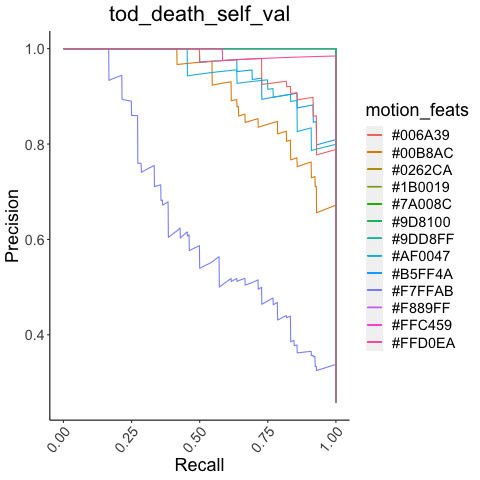 tod_death_self_val
1.0
0.8
0.6
0.4
Precision
0.00
0.25
0.50
0.75
1.00
Recall
motion_feats
#006A39
#00B8AC
#0262CA
#1B0019
#7A008C
#9D8100
#9DD8FF
#AF0047
#B5FF4A
#F7FFAB
#F889FF
#FFC459
#FFD0EA